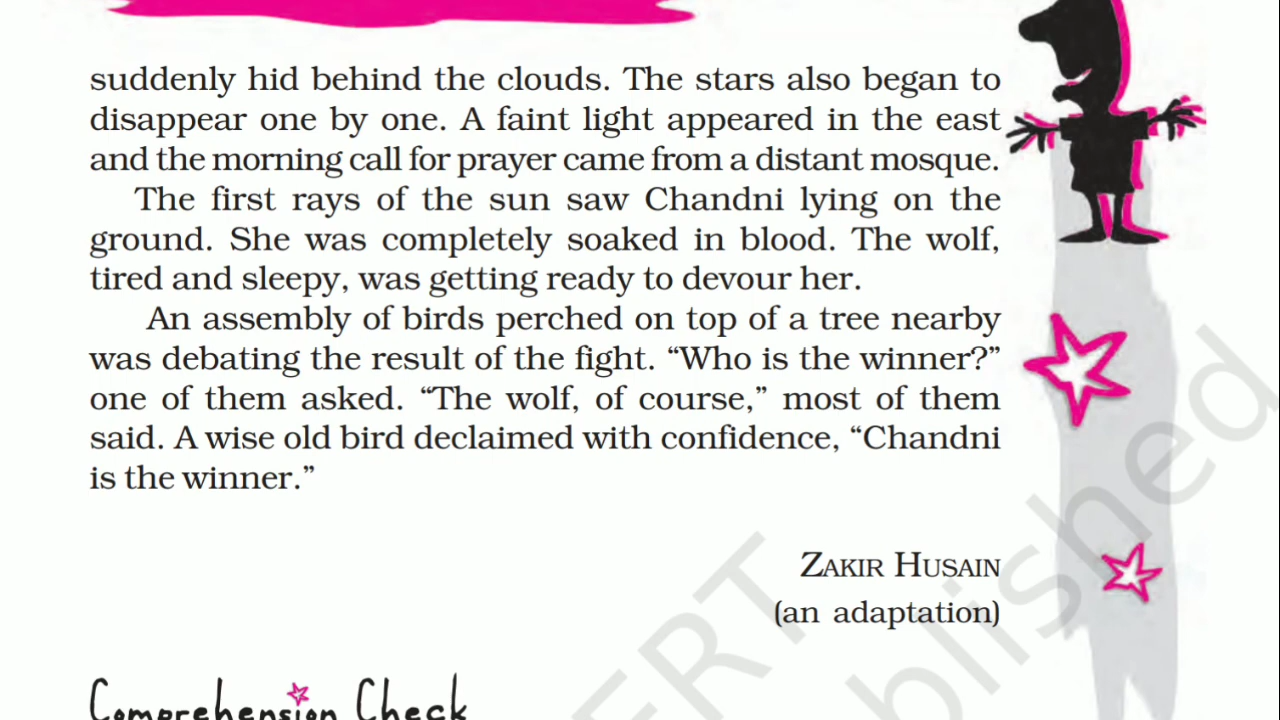 suddenly hid behind the clouds. The stars also began to
disappear one by one. A faint light appeared in the east
and the morning call for prayer came from a distant mosque.
The first rays of the sun saw Chandni lying on the
ground. She was completely soaked in blood. The wolf,
tired and sleepy, was getting ready to devour her.
An assembly of birds perched on top of a tree nearby
was debating the result of the fight. “Who is the winner?”
one of them asked. “The wolf, of course,” most of them
said. A wise old bird declaimed with confidence, “Chandni
is the winner.”
ZAKIR HUSAIN
(an adaptation)
Comprehension Check